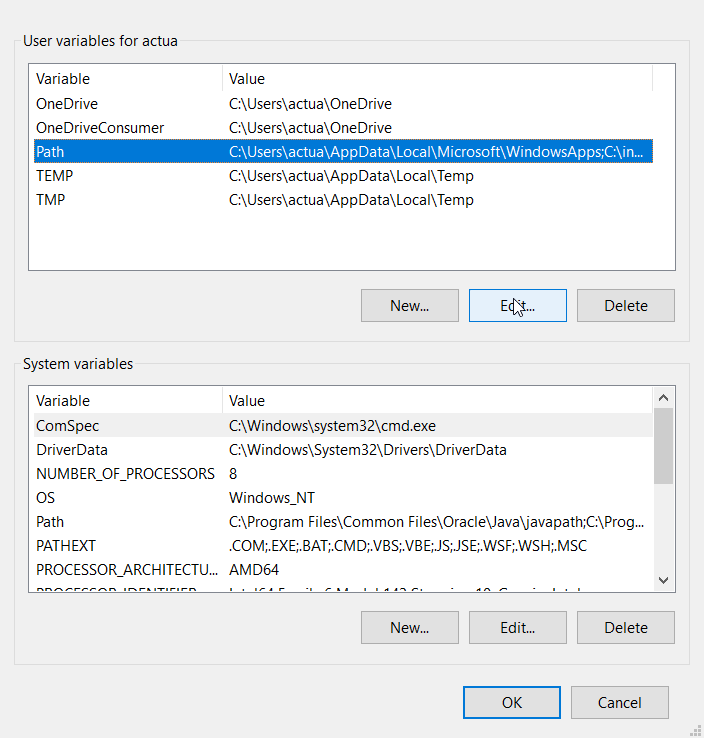 User variables for actua
Variable Value
OneDrive C:\Users\actua\OneDrive
OneDriveConsumer C:\Users\actua\OneDrive
Path C:\Users\actua\AppData\Local\Microsoft\WindowsApps;C:\in...
TEMP C:\Users\actua\AppData\Local\Temp
TMP C:\Users\actua\AppData\Local\Temp
New... Edit... Delete
System variables
Variable Value
ComSpec C:\Windows\system32\cmd.exe
DriverData C:\Windows\System32\Drivers\DriverData
NUMBER_OF_PROCESSORS 8
OS Windows_NT
Path C:\Program Files\Common Files\Oracle\Java\javapath;C:\Prog...
PATHEXT .COM;.EXE;.BAT;.CMD;.VBS;.VBE;.JS;.JSE;.WSF;.WSH;.MSC
PROCESSOR_ARCHITECTU... AMD64
New... Edit... Delete
OK Cancel